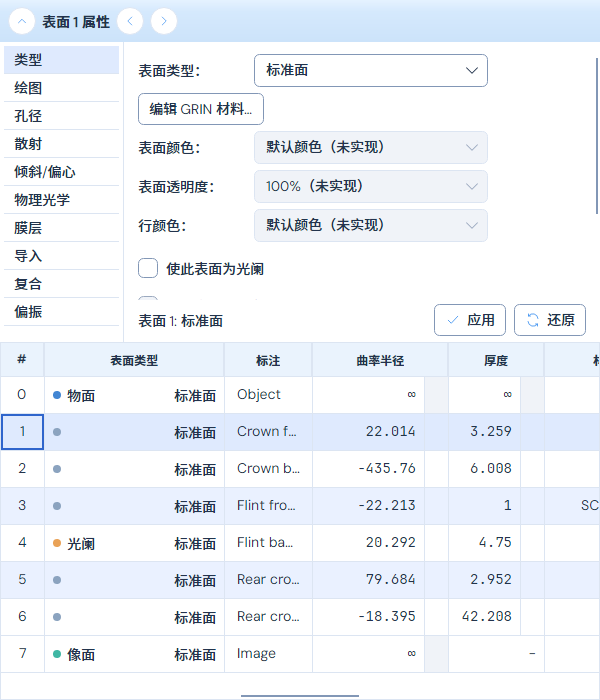 表面 1 属性
类型
绘图
孔径
散射
倾斜/偏心
物理光学
膜层
导入
复合
偏振
表面类型： 标准面
编辑 GRIN 材料...
表面颜色： 默认颜色（未实现）
表面透明度： 100%（未实现）
行颜色： 默认颜色（未实现）
使此表面为光阑
表面 1: 标准面 应用 还原
# 表面类型 标注 曲率半径 厚度
0 物面 标准面 Object ∞ ∞
1 标准面 Crown f... 22.014 3.259
2 标准面 Crown b... -435.76 6.008
3 标准面 Flint fro... -22.213 1 SC
4 光阑 标准面 Flint ba... 20.292 4.75
5 标准面 Rear cro... 79.684 2.952
6 标准面 Rear cro... -18.395 42.208
7 像面 标准面 Image ∞ –